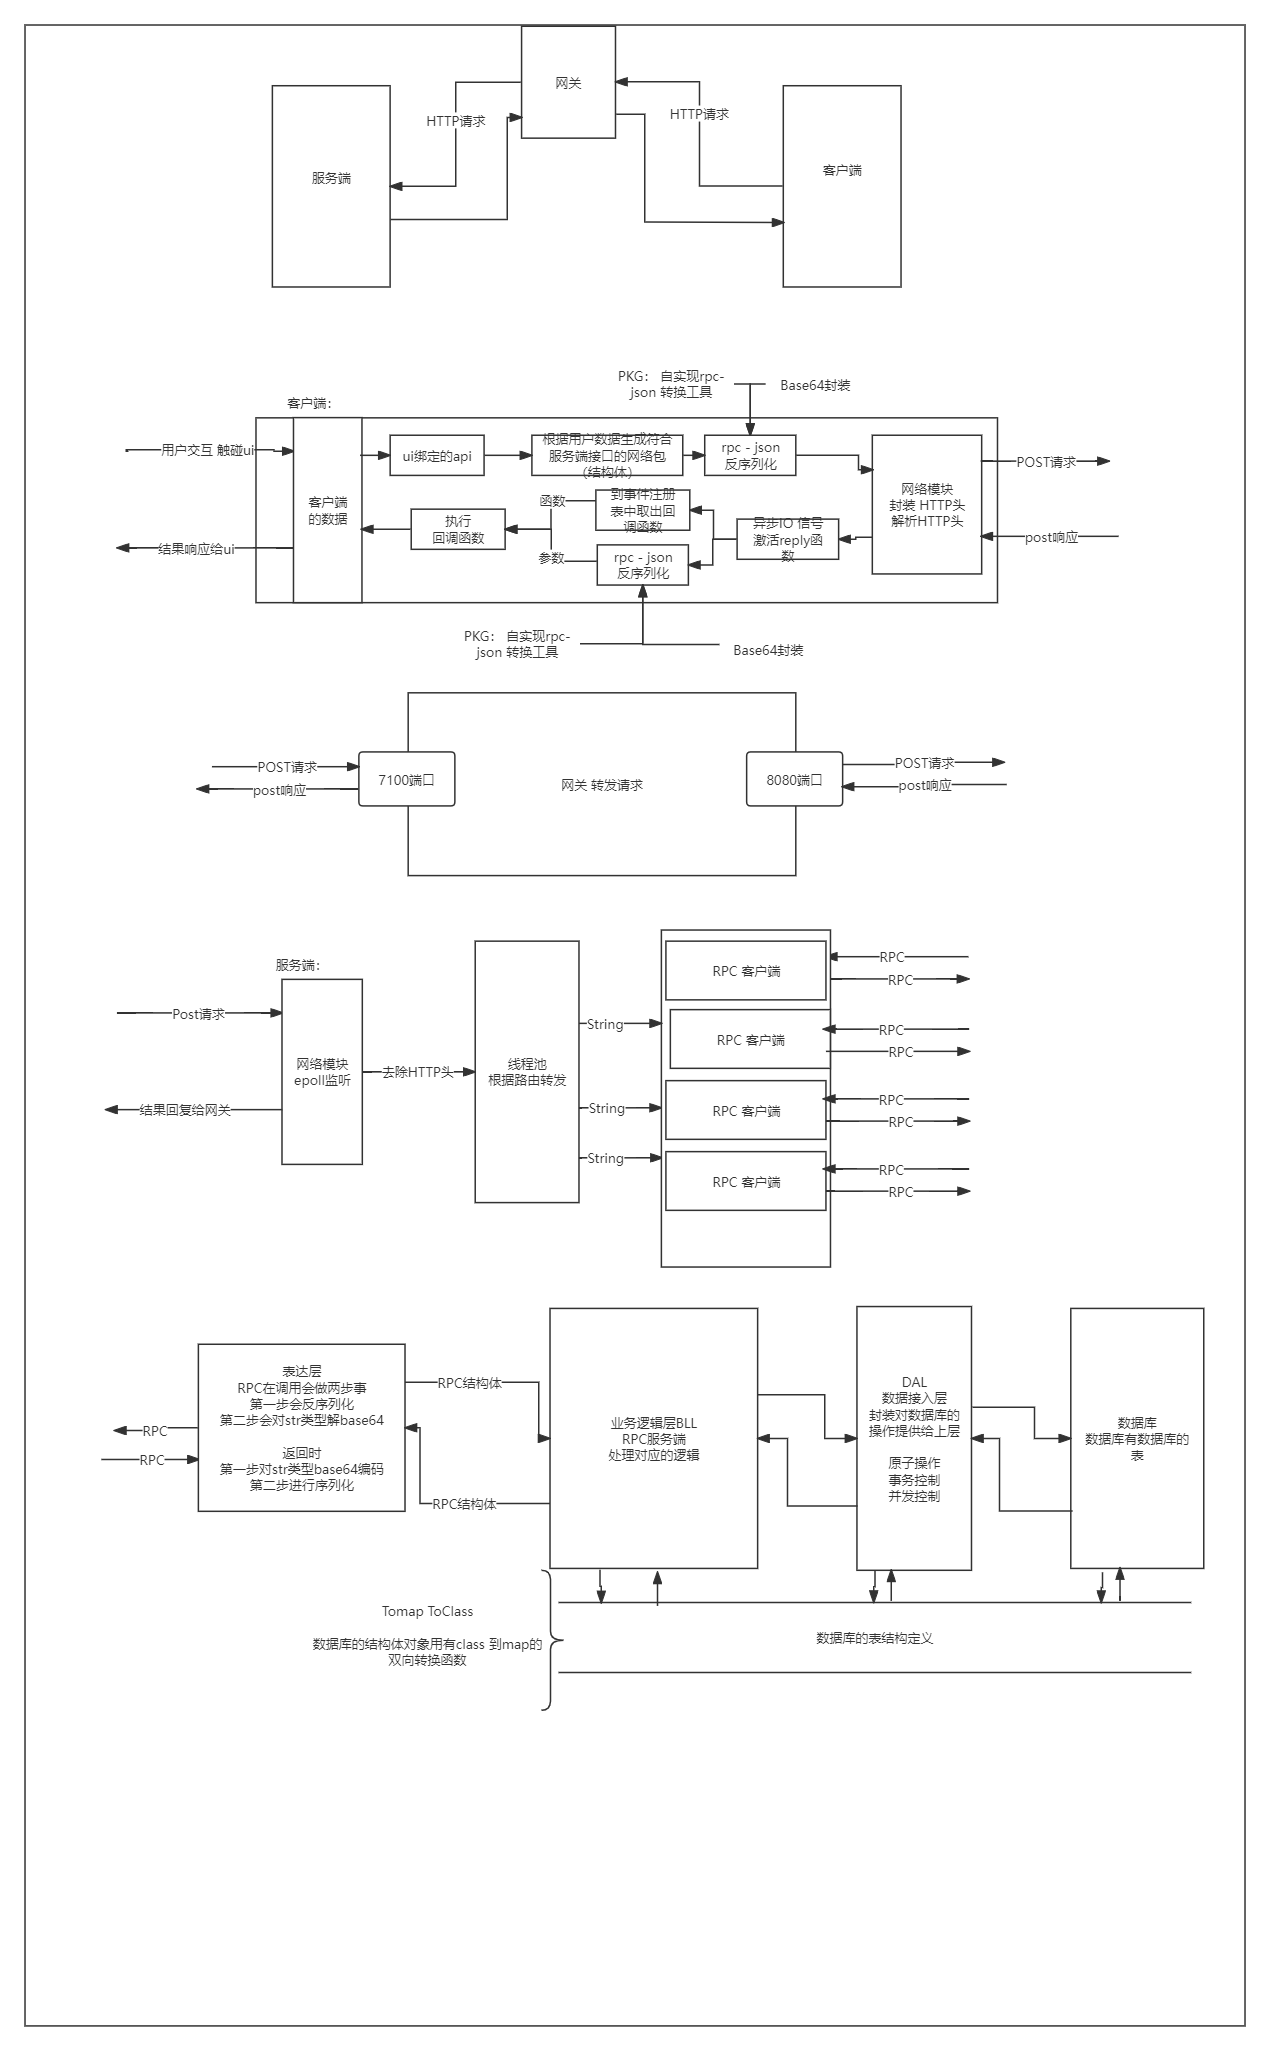 网关
HTTP请求
HTTP请求
服务端
客户端
PKG： 自实现rpc-
json 转换工具
Base64封装
客户端：
用户交互 触碰ui
结果响应给ui
客户端
的数据
ui绑定的api
根据用户数据生成符合
服务端接口的网络包
（结构体）
rpc - json
反序列化
网络模块
封装 HTTP头
解析HTTP头
POST请求
post响应
异步IO 信号
激活reply函
数
到事件注册
表中取出回
调函数
rpc - json
反序列化
函数
参数
执行
回调函数
PKG： 自实现rpc-
json 转换工具
Base64封装
POST请求
post响应
7100端口
网关 转发请求
8080端口
POST请求
post响应
服务端：
Post请求
结果回复给网关
网络模块
epoll监听
去除HTTP头
线程池
根据路由转发
String
String
String
RPC 客户端
RPC
RPC
RPC 客户端
RPC
RPC
RPC 客户端
RPC
RPC
RPC 客户端
RPC
RPC
RPC
RPC
表达层
RPC在调用会做两步事
第一步会反序列化
第二步会对str类型解base64
返回时
第一步对str类型base64编码
第二步进行序列化
RPC结构体
RPC结构体
业务逻辑层BLL
RPC服务端
处理对应的逻辑
DAL
数据接入层
封装对数据库的
操作提供给上层
原子操作
事务控制
并发控制
数据库
数据库有数据库的
表
Tomap ToClass
数据库的结构体对象用有class 到map的
双向转换函数
数据库的表结构定义